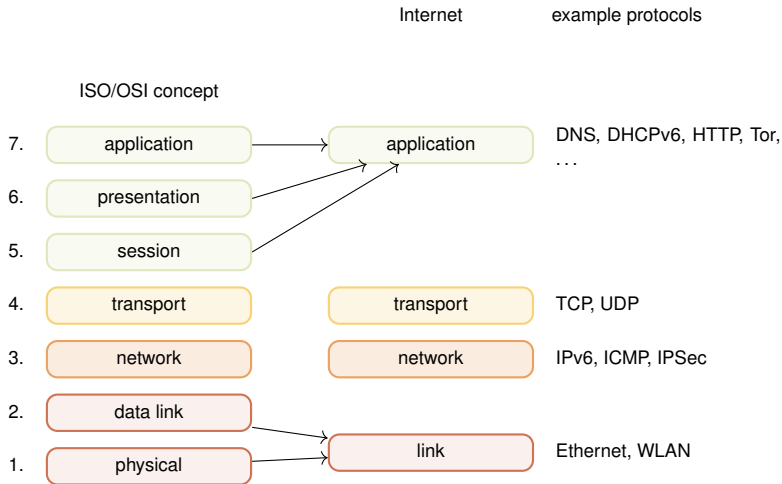 Internet example protocols
ISO/OSI concept
7. application application DNS, DHCPv6, HTTP, Tor,
...
6. presentation
5. session
4. transport transport TCP, UDP
3. network network IPv6, ICMP, IPSec
2. data link
link Ethernet, WLAN
1. physical